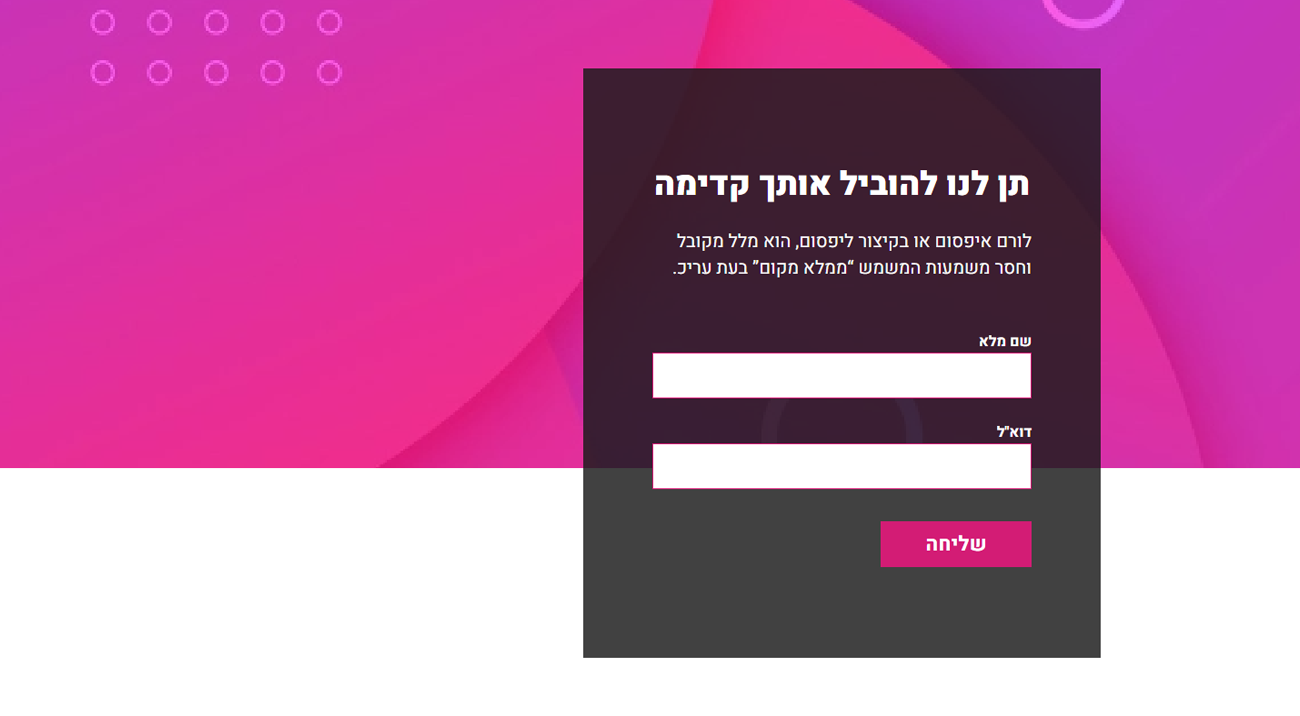 תן לנו להוביל אותך קדימה
לורם איפסום או בקיצור ליפסום, הוא מלל מקובל
וחסר משמעות המשמש “ממלא מקום” בעת עריכ.
שם מלא
דוא"ל
שליחה